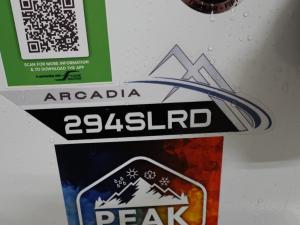 SCAN FOR MORE INFORMATION
& TO DOWNLOAD THE APP
ARCADIA
294SLRD
PEAK